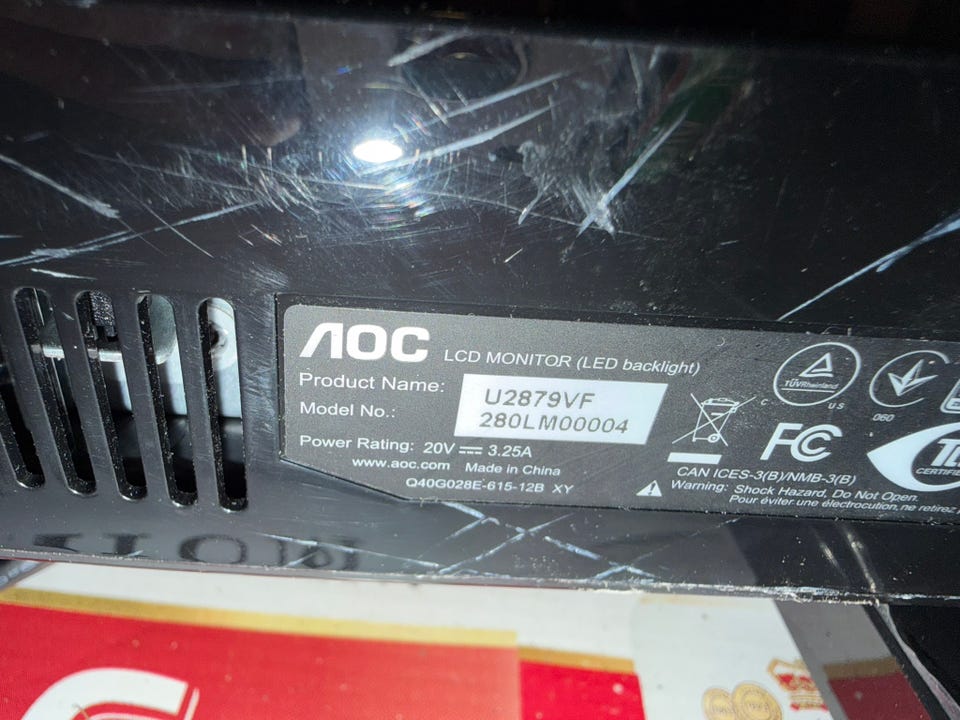 AOC LCD MONITOR (LED backlight)
Product Name: U2879VF
Model No.: 280LM00004
Power Rating: 20V ⎓ 3.25A
www.aoc.com Made in China
Q40G028E-615-12B XY
TÜVRheinland
US
C
060
FC
CAN ICES-3(B)/NMB-3(B)
Warning: Shock Hazard, Do Not Open.
Pour éviter une électrocution, ne retirez
CERTIFIE